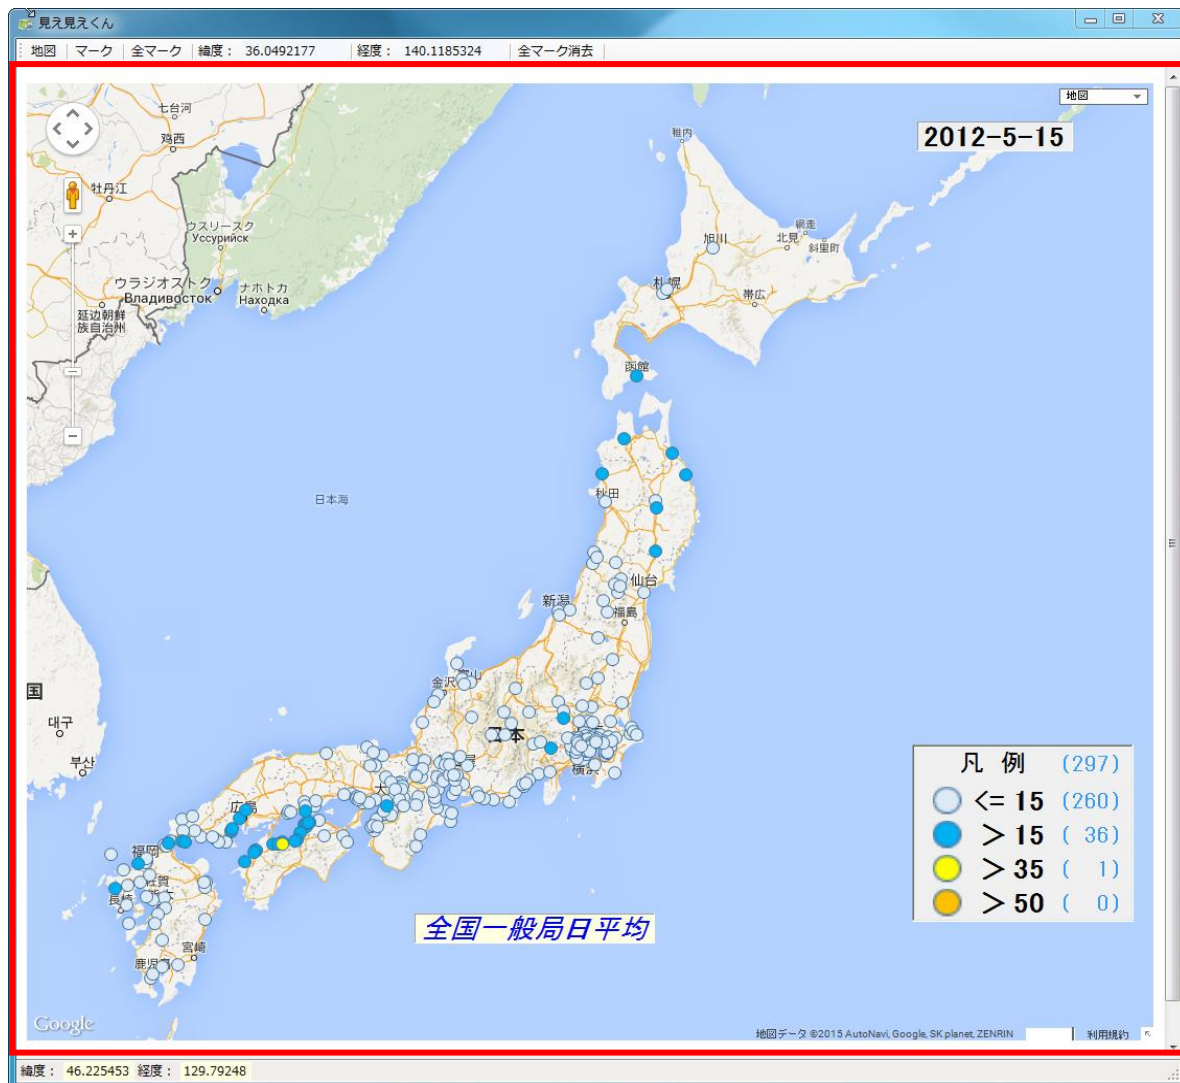 見え見えくん
地図 マーク 全マーク 緯度： 36.0492177 経度： 140.1185324 全マーク消去
地図
2012-5-15
七台河
鸡西
牡丹江
ウスリースク
Уссурийск
ウラジオストク
Владивосток
ナホトカ
Находка
延边朝鲜
族自治州
稚内
旭川
網走
北見
斜里町
札幌
帯広
函館
日本海
秋田
仙台
新潟
福島
金沢
日本
横浜
国
대구
부산
広島
福岡
佐賀
長崎
宮崎
鹿児島
凡 例 (297)
<= 15 (260)
> 15 ( 36)
> 35 ( 1)
> 50 ( 0)
全国一般局日平均
Google
地図データ ©2015 AutoNavi, Google, SK planet, ZENRIN 利用規約
緯度： 46.225453 経度： 129.79248